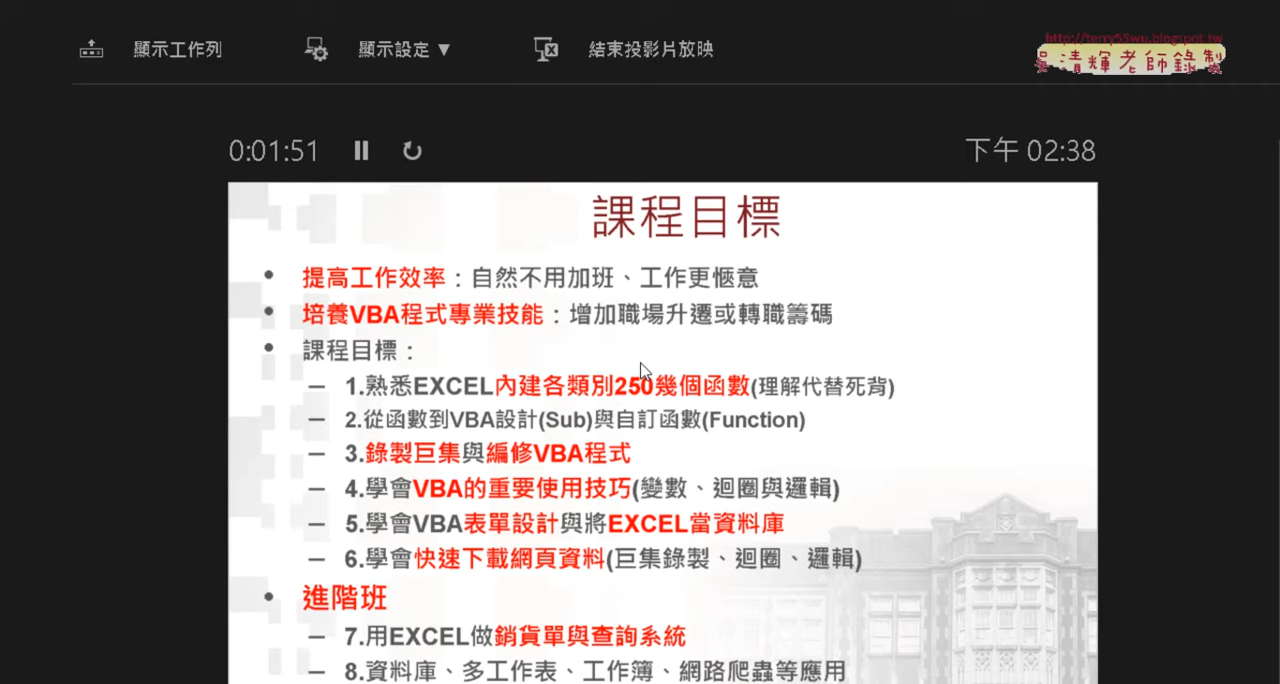 http://terry55wu.blogspot.tw
吳清輝老師錄製
顯示工作列 顯示設定 ▼ 結束投影片放映
0:01:51 下午 02:38
課程目標
• 提高工作效率：自然不用加班、工作更愜意
• 培養VBA程式專業技能：增加職場升遷或轉職籌碼
• 課程目標：
– 1.熟悉EXCEL內建各類別250幾個函數(理解代替死背)
– 2.從函數到VBA設計(Sub)與自訂函數(Function)
– 3.錄製巨集與編修VBA程式
– 4.學會VBA的重要使用技巧(變數、迴圈與邏輯)
– 5.學會VBA表單設計與將EXCEL當資料庫
– 6.學會快速下載網頁資料(巨集錄製、迴圈、邏輯)
• 進階班
– 7.用EXCEL做銷貨單與查詢系統
– 8.資料庫、多工作表、工作簿、網路爬蟲等應用